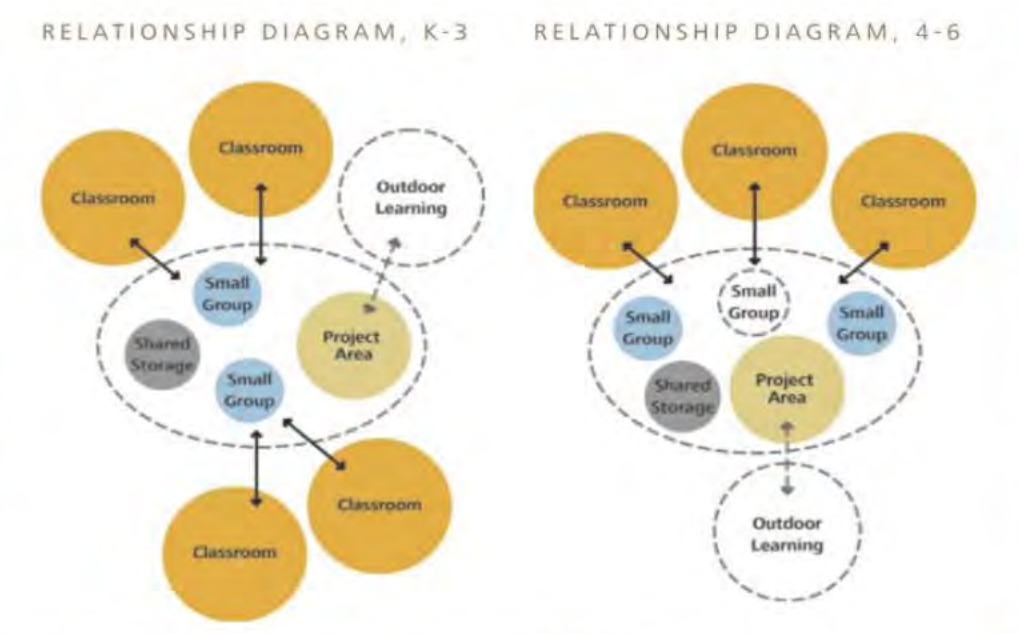 RELATIONSHIP DIAGRAM, K-3
Classroom
Classroom
Outdoor
Learning
Small
Group
Shared
Storage
Project
Area
Small
Group
Classroom
Classroom
RELATIONSHIP DIAGRAM, 4-6
Classroom
Classroom
Classroom
Small
Group
Small
Group
Small
Group
Shared
Storage
Project
Area
Outdoor
Learning